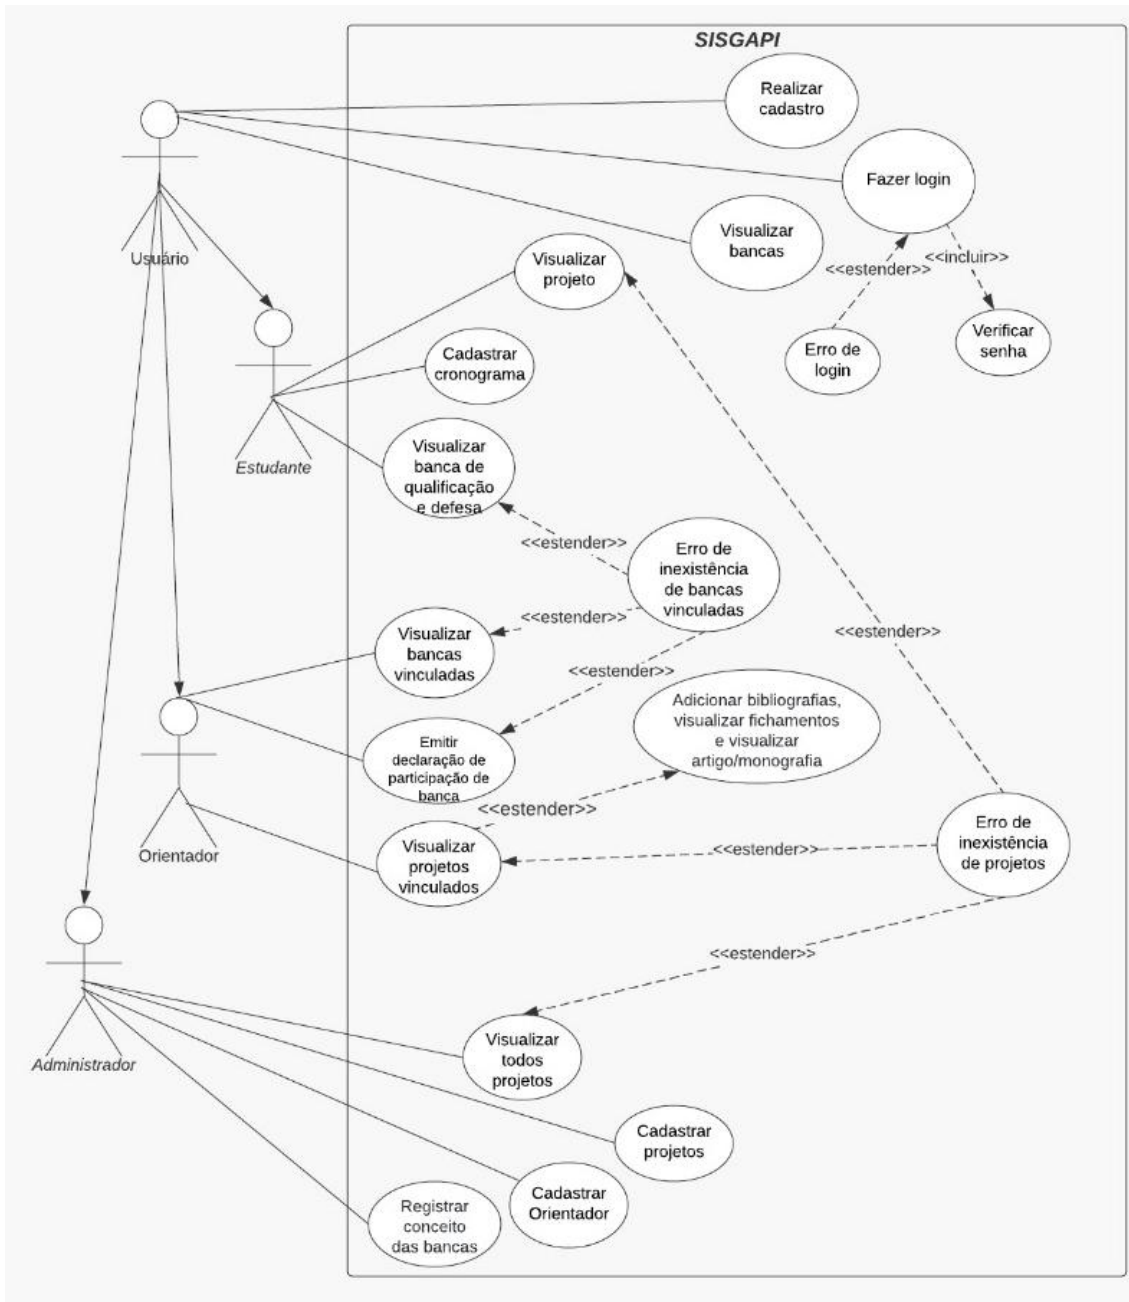 SISGAPI
Realizar
cadastro
Fazer login
Usuário
Visualizar
bancas
Visualizar
projeto
<<estender>>
<<incluir>>
Erro de
login
Verificar
senha
Cadastrar
cronograma
Estudante
Visualizar
banca de
qualificação
e defesa
<<estender>>
Erro de
inexistência
de bancas
vinculadas
<<estender>>
<<estender>>
Visualizar
bancas
vinculadas
<<estender>>
Adicionar bibliografias,
visualizar fichamentos
e visualizar
artigo/monografia
Emitir
declaração de
participação de
banca
<<estender>>
Orientador
Visualizar
projetos
vinculados
<<estender>>
Erro de
inexistência
de projetos
<<estender>>
Administrador
Visualizar
todos
projetos
Cadastrar
projetos
Cadastrar
Orientador
Registrar
conceito
das bancas